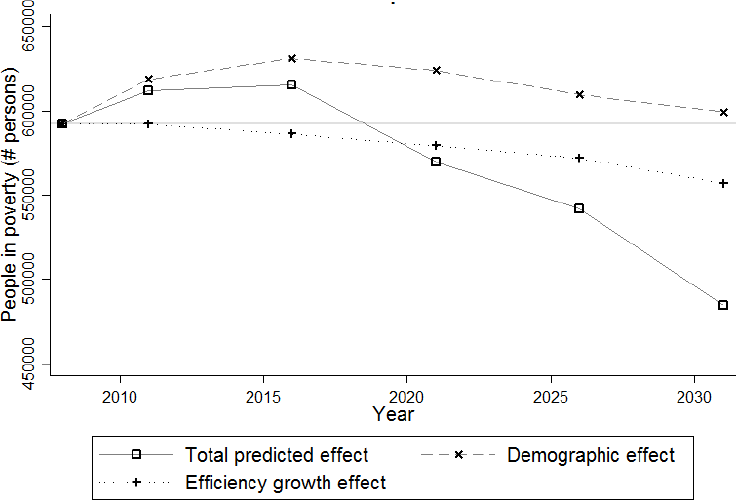 People in poverty (# persons)
650000
600000
550000
500000
450000
2010 2015 2020 2025 2030
Year
Total predicted effect Demographic effect
Efficiency growth effect